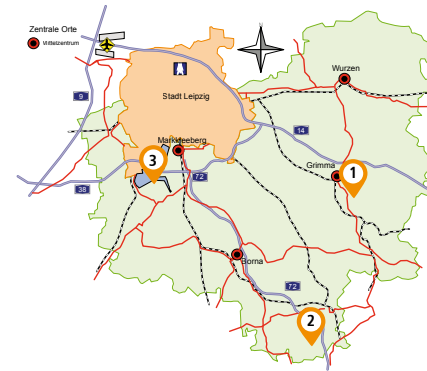 Zentrale Orte
Mittelzentrum
N
Wurzen
9
Stadt Leipzig
14
Markkleeberg
3
Grimma
1
72
38
Borna
72
2